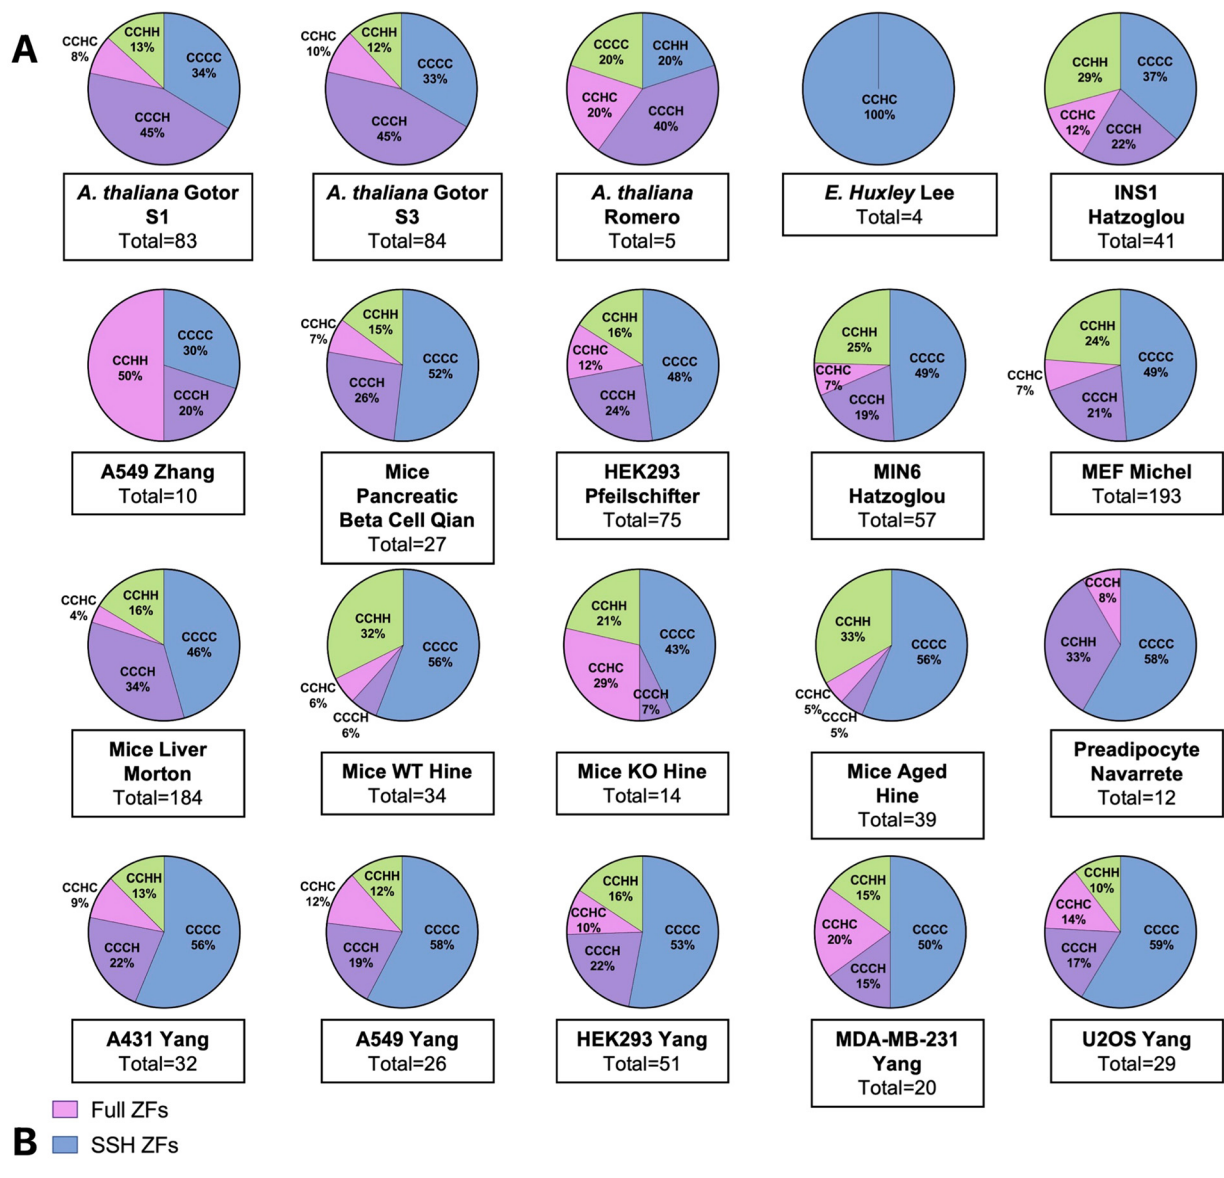 A
CCHH
13%
CCHC
8%
CCCC
34%
CCCH
45%
A. thaliana Gotor
S1
Total=83
CCHH
12%
CCHC
10%
CCCC
33%
CCCH
45%
A. thaliana Gotor
S3
Total=84
CCCC
20%
CCHH
20%
CCHC
20%
CCCH
40%
A. thaliana
Romero
Total=5
CCHC
100%
E. Huxley Lee
Total=4
CCHH
29%
CCCC
37%
CCHC
12%
CCCH
22%
INS1
Hatzoglou
Total=41
CCHH
50%
CCCC
30%
CCCH
20%
A549 Zhang
Total=10
CCHH
15%
CCHC
7%
CCCC
52%
CCCH
26%
Mice
Pancreatic
Beta Cell Qian
Total=27
CCHH
16%
CCHC
12%
CCCC
48%
CCCH
24%
HEK293
Pfeilschifter
Total=75
CCHH
25%
CCHC
7%
CCCC
49%
CCCH
19%
MIN6
Hatzoglou
Total=57
CCHH
24%
CCHC
7%
CCCC
49%
CCCH
21%
MEF Michel
Total=193
CCHH
16%
CCHC
4%
CCCC
46%
CCCH
34%
Mice Liver
Morton
Total=184
CCHH
32%
CCCC
56%
CCHC
6%
CCCH
6%
Mice WT Hine
Total=34
CCHH
21%
CCCC
43%
CCHC
29%
CCCH
7%
Mice KO Hine
Total=14
CCHH
33%
CCCC
56%
CCHC
5%
CCCH
5%
Mice Aged
Hine
Total=39
CCCH
8%
CCHH
33%
CCCC
58%
Preadipocyte
Navarrete
Total=12
CCHH
13%
CCHC
9%
CCCC
56%
CCCH
22%
A431 Yang
Total=32
CCHH
12%
CCHC
12%
CCCC
58%
CCCH
19%
A549 Yang
Total=26
CCHH
16%
CCHC
10%
CCCC
53%
CCCH
22%
HEK293 Yang
Total=51
CCHH
15%
CCHC
20%
CCCC
50%
CCCH
15%
MDA-MB-231
Yang
Total=20
CCHH
10%
CCHC
14%
CCCC
59%
CCCH
17%
U2OS Yang
Total=29
Full ZFs
B
SSH ZFs